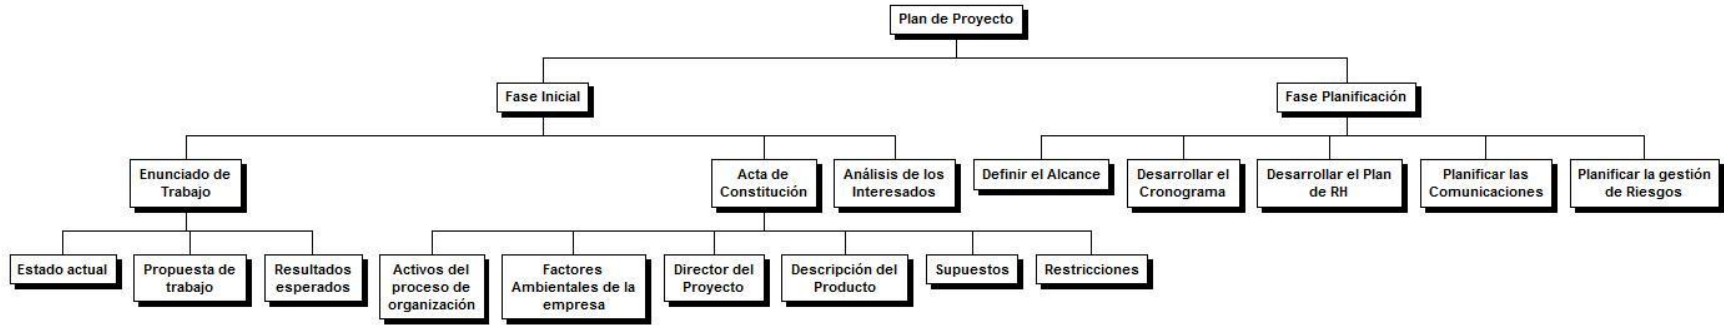 Plan de Proyecto
Fase Inicial
Fase Planificación
Enunciado de
Trabajo
Acta de
Constitución
Análisis de los
Interesados
Definir el Alcance
Desarrollar el
Cronograma
Desarrollar el Plan
de RH
Planificar las
Comunicaciones
Planificar la gestión
de Riesgos
Estado actual
Propuesta de
trabajo
Resultados
esperados
Activos del
proceso de
organización
Factores
Ambientales de la
empresa
Director del
Proyecto
Descripción del
Producto
Supuestos
Restricciones